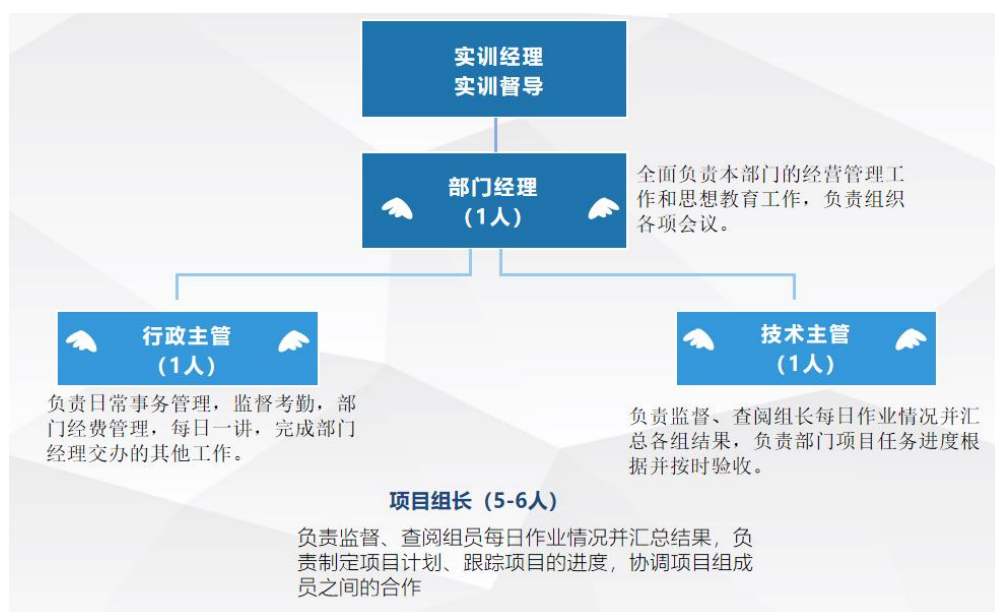 实训经理
实训督导
部门经理
（1人）
全面负责本部门的经营管理工
作和思想教育工作，负责组织
各项会议。
行政主管
（1人）
负责日常事务管理，监督考勤，部
门经费管理，每日一讲，完成部门
经理交办的其他工作。
技术主管
（1人）
负责监督、查阅组长每日作业情况并汇
总各组结果，负责部门项目任务进度根
据并按时验收。
项目组长（5-6人）
负责监督、查阅组员每日作业情况并汇总结果，负
责制定项目计划、跟踪项目的进度，协调项目组成
员之间的合作